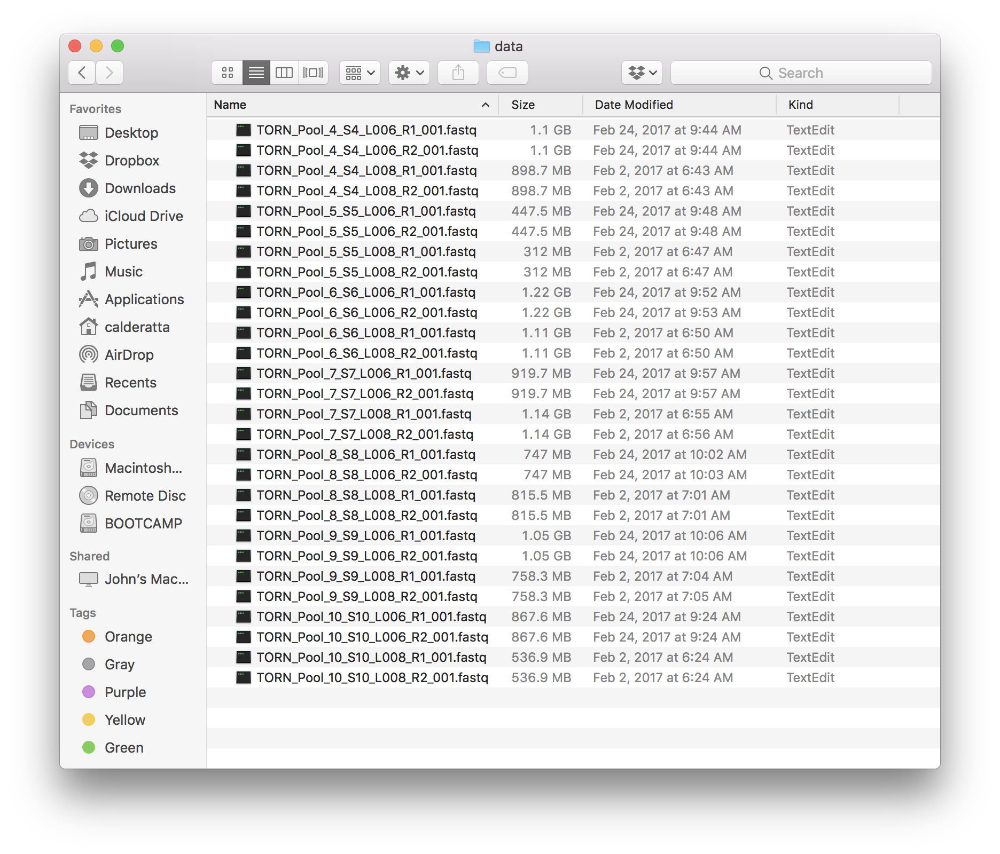 data
Search
Favorites
Desktop
Dropbox
Downloads
iCloud Drive
Pictures
Music
Applications
calderatta
AirDrop
Recents
Documents
Devices
Macintosh...
Remote Disc
BOOTCAMP
Shared
John’s Mac...
Tags
Orange
Gray
Purple
Yellow
Green
Name Size Date Modified Kind
TORN_Pool_4_S4_L006_R1_001.fastq 1.1 GB Feb 24, 2017 at 9:44 AM TextEdit
TORN_Pool_4_S4_L006_R2_001.fastq 1.1 GB Feb 24, 2017 at 9:44 AM TextEdit
TORN_Pool_4_S4_L008_R1_001.fastq 898.7 MB Feb 2, 2017 at 6:43 AM TextEdit
TORN_Pool_4_S4_L008_R2_001.fastq 898.7 MB Feb 2, 2017 at 6:43 AM TextEdit
TORN_Pool_5_S5_L006_R1_001.fastq 447.5 MB Feb 24, 2017 at 9:48 AM TextEdit
TORN_Pool_5_S5_L006_R2_001.fastq 447.5 MB Feb 24, 2017 at 9:48 AM TextEdit
TORN_Pool_5_S5_L008_R1_001.fastq 312 MB Feb 2, 2017 at 6:47 AM TextEdit
TORN_Pool_5_S5_L008_R2_001.fastq 312 MB Feb 2, 2017 at 6:47 AM TextEdit
TORN_Pool_6_S6_L006_R1_001.fastq 1.22 GB Feb 24, 2017 at 9:52 AM TextEdit
TORN_Pool_6_S6_L006_R2_001.fastq 1.22 GB Feb 24, 2017 at 9:53 AM TextEdit
TORN_Pool_6_S6_L008_R1_001.fastq 1.11 GB Feb 2, 2017 at 6:50 AM TextEdit
TORN_Pool_6_S6_L008_R2_001.fastq 1.11 GB Feb 2, 2017 at 6:50 AM TextEdit
TORN_Pool_7_S7_L006_R1_001.fastq 919.7 MB Feb 24, 2017 at 9:57 AM TextEdit
TORN_Pool_7_S7_L006_R2_001.fastq 919.7 MB Feb 24, 2017 at 9:57 AM TextEdit
TORN_Pool_7_S7_L008_R1_001.fastq 1.14 GB Feb 2, 2017 at 6:55 AM TextEdit
TORN_Pool_7_S7_L008_R2_001.fastq 1.14 GB Feb 2, 2017 at 6:56 AM TextEdit
TORN_Pool_8_S8_L006_R1_001.fastq 747 MB Feb 24, 2017 at 10:02 AM TextEdit
TORN_Pool_8_S8_L006_R2_001.fastq 747 MB Feb 24, 2017 at 10:03 AM TextEdit
TORN_Pool_8_S8_L008_R1_001.fastq 815.5 MB Feb 2, 2017 at 7:01 AM TextEdit
TORN_Pool_8_S8_L008_R2_001.fastq 815.5 MB Feb 2, 2017 at 7:01 AM TextEdit
TORN_Pool_9_S9_L006_R1_001.fastq 1.05 GB Feb 24, 2017 at 10:06 AM TextEdit
TORN_Pool_9_S9_L006_R2_001.fastq 1.05 GB Feb 24, 2017 at 10:06 AM TextEdit
TORN_Pool_9_S9_L008_R1_001.fastq 758.3 MB Feb 2, 2017 at 7:04 AM TextEdit
TORN_Pool_9_S9_L008_R2_001.fastq 758.3 MB Feb 2, 2017 at 7:05 AM TextEdit
TORN_Pool_10_S10_L006_R1_001.fastq 867.6 MB Feb 24, 2017 at 9:24 AM TextEdit
TORN_Pool_10_S10_L006_R2_001.fastq 867.6 MB Feb 24, 2017 at 9:24 AM TextEdit
TORN_Pool_10_S10_L008_R1_001.fastq 536.9 MB Feb 2, 2017 at 6:24 AM TextEdit
TORN_Pool_10_S10_L008_R2_001.fastq 536.9 MB Feb 2, 2017 at 6:24 AM TextEdit